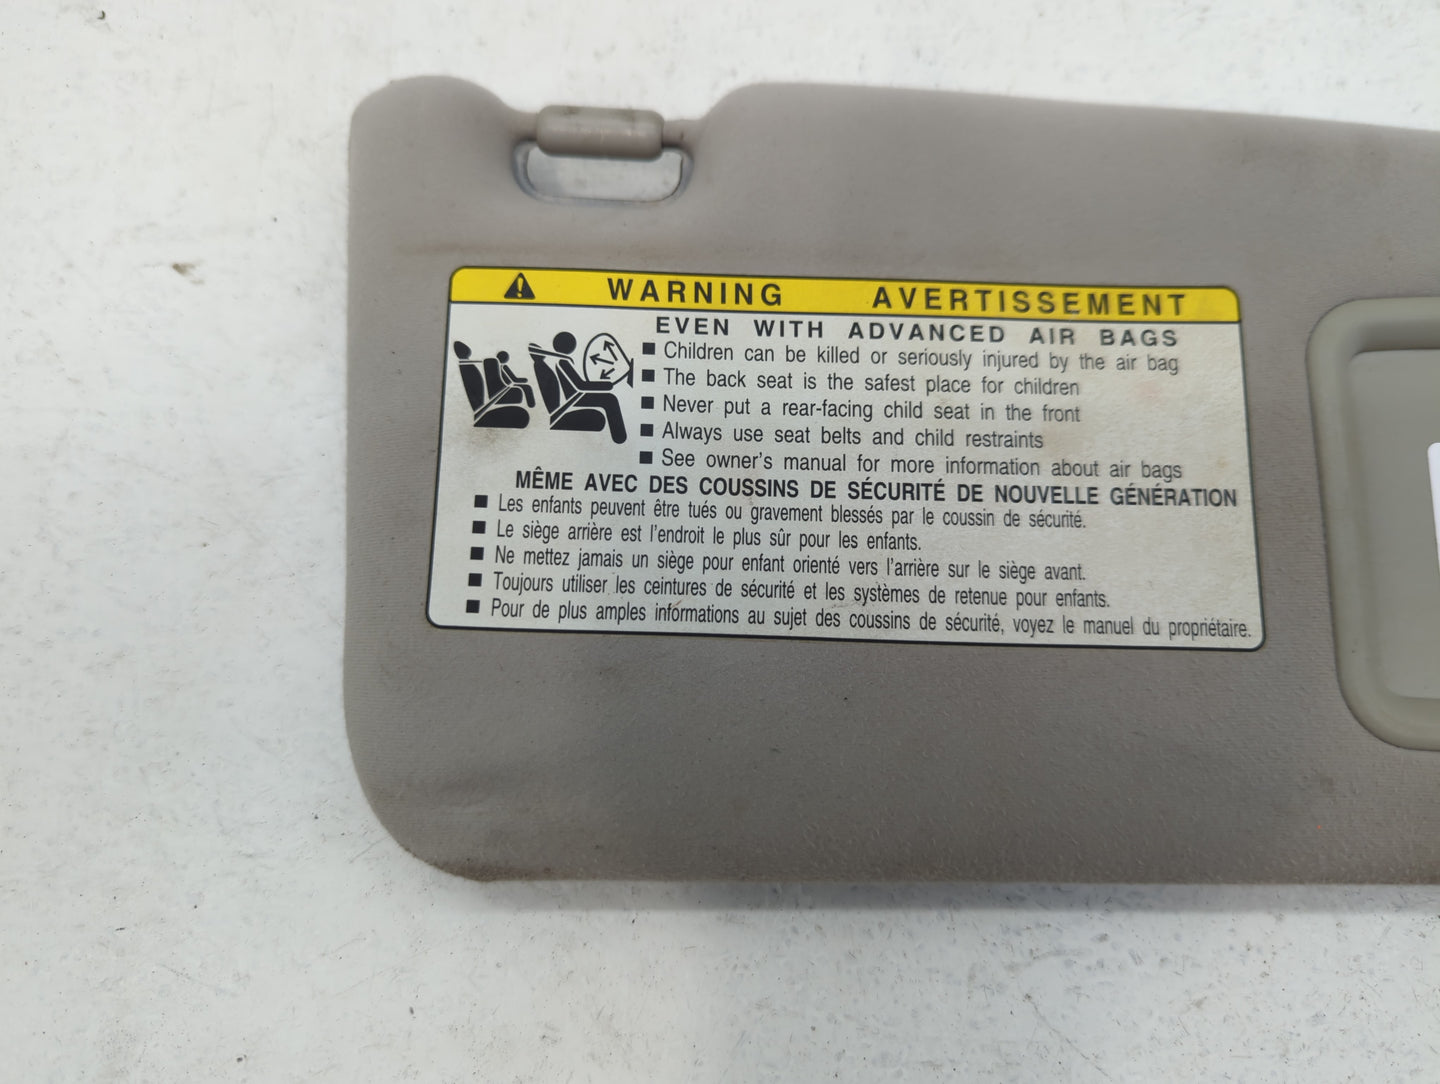 WARNING AVERTISSEMENT
EVEN WITH ADVANCED AIR BAGS
■ Children can be killed or seriously injured by the air bag
■ The back seat is the safest place for children
■ Never put a rear-facing child seat in the front
■ Always use seat belts and child restraints
■ See owner's manual for more information about air bags
MÊME AVEC DES COUSSINS DE SÉCURITÉ DE NOUVELLE GÉNÉRATION
■ Les enfants peuvent être tués ou gravement blessés par le coussin de sécurité.
■ Le siège arrière est l'endroit le plus sûr pour les enfants.
■ Ne mettez jamais un siège pour enfant orienté vers l'arrière sur le siège avant.
■ Toujours utiliser les ceintures de sécurité et les systèmes de retenue pour enfants.
■ Pour de plus amples informations au sujet des coussins de sécurité, voyez le manuel du propriétaire.